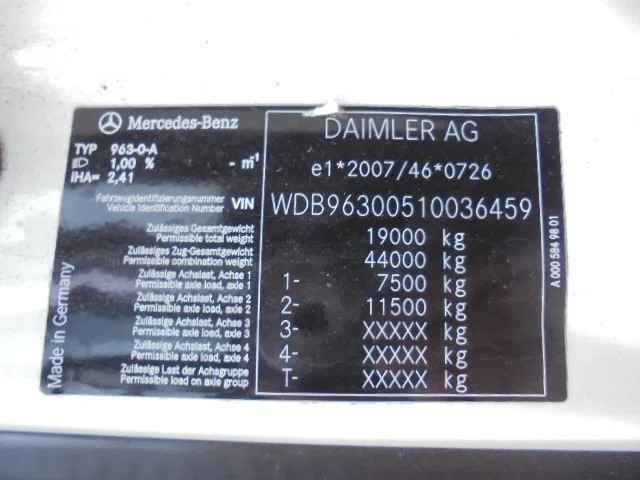 Mercedes-Benz
TYP 963-0-A
1,00 % - m⁻¹
IHA= 2,41
Fahrzeugidentifizierungsnummer
Vehicle Identification Number VIN
Zulässiges Gesamtgewicht
Permissible total weight
Zulässiges Zug-Gesamtgewicht
Permissible combination weight
Zulässige Achslast, Achse 1
Permissible axle load, axle 1
Zulässige Achslast, Achse 2
Permissible axle load, axle 2
Zulässige Achslast, Achse 3
Permissible axle load, axle 3
Zulässige Achslast, Achse 4
Permissible axle load, axle 4
Zulässige Last der Achsgruppe
Permissible load on axle group
Made in Germany
DAIMLER AG
e1*2007/46*0726
WDB96300510036459
19000 kg
44000 kg
1- 7500 kg
2- 11500 kg
3- XXXXX kg
4- XXXXX kg
T- XXXXX kg
A 000 584 98 01